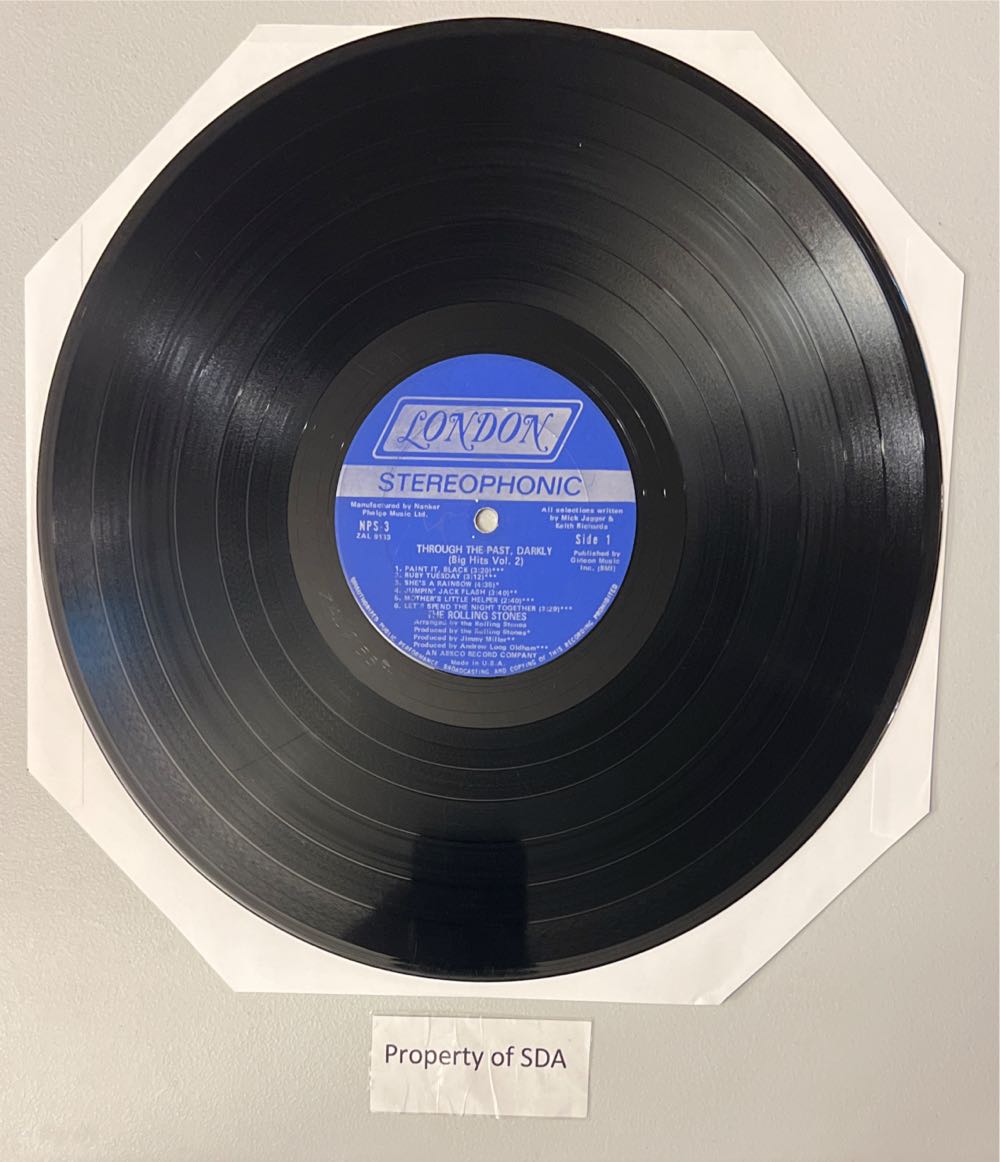 LONDON
STEREOPHONIC
Manufactured by Nanker
Phelge Music Ltd.
NPS-3
ZAL 9133
All selections written
by Mick Jagger &
Keith Richards
Side 1
Published by
Gideon Music
Inc. (BMI)
THROUGH THE PAST, DARKLY
(Big Hits Vol. 2)
1. PAINT IT, BLACK (3:20)***
2. RUBY TUESDAY (3:12)***
3. SHE'S A RAINBOW (4:35)*
4. JUMPIN' JACK FLASH (3:40)**
5. MOTHER'S LITTLE HELPER (2:40)***
6. LET'S SPEND THE NIGHT TOGETHER (3:29)***
THE ROLLING STONES
Arranged by the Rolling Stones
Produced by the Rolling Stones*
Produced by Jimmy Miller**
Produced by Andrew Loog Oldham***
AN ABKCO RECORD COMPANY
Made in U.S.A.
UNAUTHORIZED PUBLIC PERFORMANCE, BROADCASTING AND COPYING OF THIS RECORDING PROHIBITED
Property of SDA